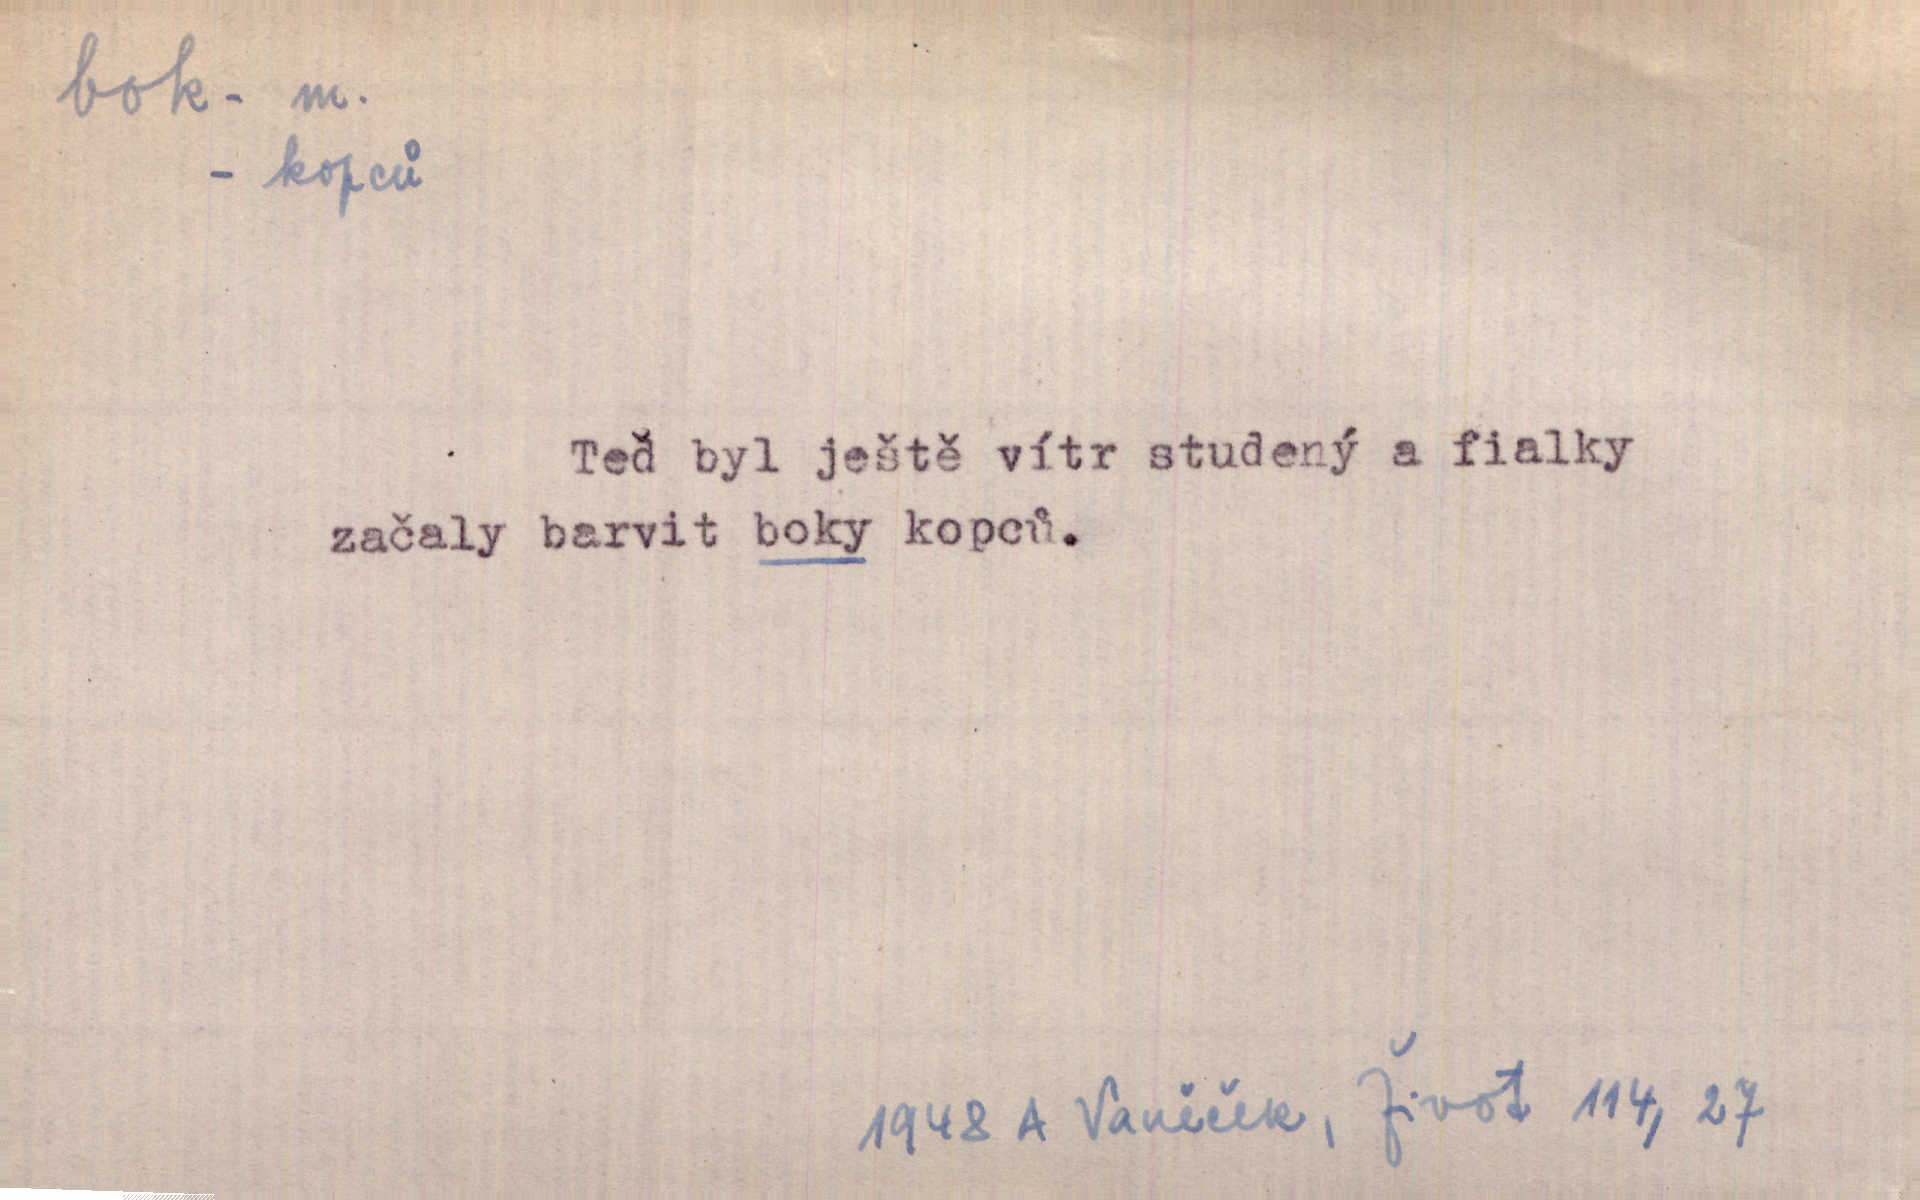 bok - m.
- kopců
Teď byl ještě vítr studený a fialky
začaly barvit boky kopců.
1948 A Vaněček, Život 114, 27